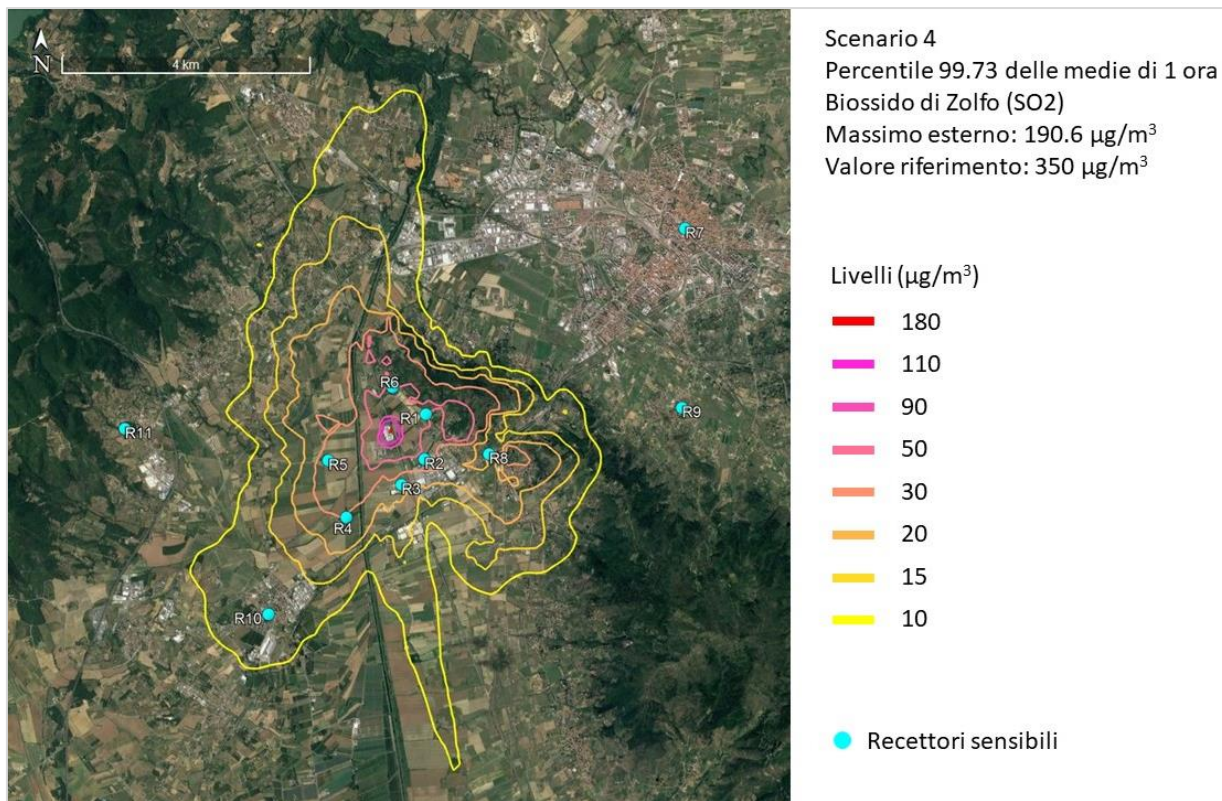 N
4 km
R7
R6
R1
R9
R11
R5
R2
R8
R3
R4
R10
Scenario 4
Percentile 99.73 delle medie di 1 ora
Biossido di Zolfo (SO2)
Massimo esterno: 190.6 µg/m³
Valore riferimento: 350 µg/m³
Livelli (µg/m³)
180
110
90
50
30
20
15
10
Recettori sensibili